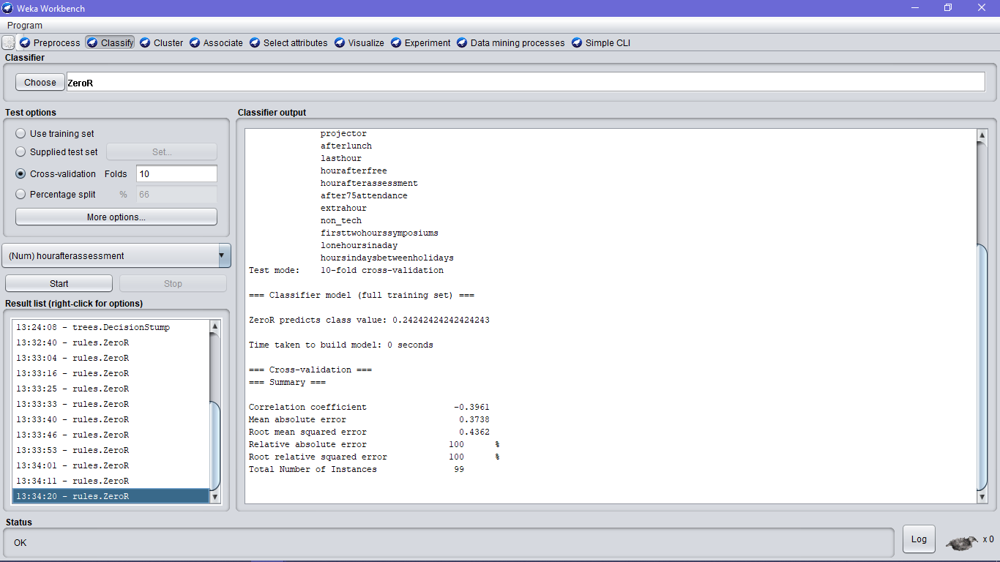 Weka Workbench
Program
Preprocess Classify Cluster Associate Select attributes Visualize Experiment Data mining processes Simple CLI
Classifier
Choose ZeroR
Test options
Use training set
Supplied test set Set...
Cross-validation Folds 10
Percentage split % 66
More options...
(Num) hourafterassessment
Start Stop
Result list (right-click for options)
13:24:08 - trees.DecisionStump
13:32:40 - rules.ZeroR
13:33:04 - rules.ZeroR
13:33:16 - rules.ZeroR
13:33:25 - rules.ZeroR
13:33:33 - rules.ZeroR
13:33:40 - rules.ZeroR
13:33:46 - rules.ZeroR
13:33:53 - rules.ZeroR
13:34:01 - rules.ZeroR
13:34:11 - rules.ZeroR
13:34:20 - rules.ZeroR
Classifier output
projector
afterlunch
lasthour
hourafterfree
hourafterassessment
after75attendance
extrahour
non_tech
firsttwohourssymposiums
lonehoursinaday
hoursindaysbetweenholidays
Test mode: 10-fold cross-validation
=== Classifier model (full training set) ===
ZeroR predicts class value: 0.24242424242424243
Time taken to build model: 0 seconds
=== Cross-validation ===
=== Summary ===
Correlation coefficient -0.3961
Mean absolute error 0.3738
Root mean squared error 0.4362
Relative absolute error 100 %
Root relative squared error 100 %
Total Number of Instances 99
Status
OK
Log x 0